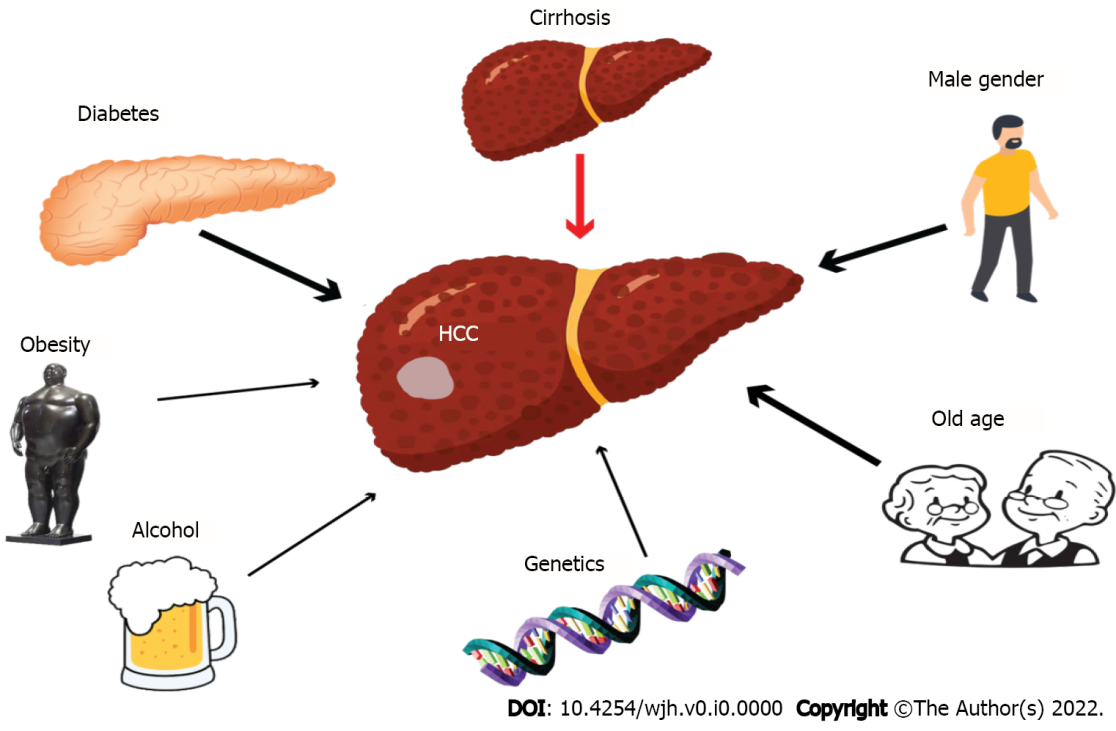 Cirrhosis
Male gender
Diabetes
HCC
Obesity
Old age
Alcohol
Genetics
DOI: 10.4254/wjh.v0.i0.0000 Copyright ©The Author(s) 2022.